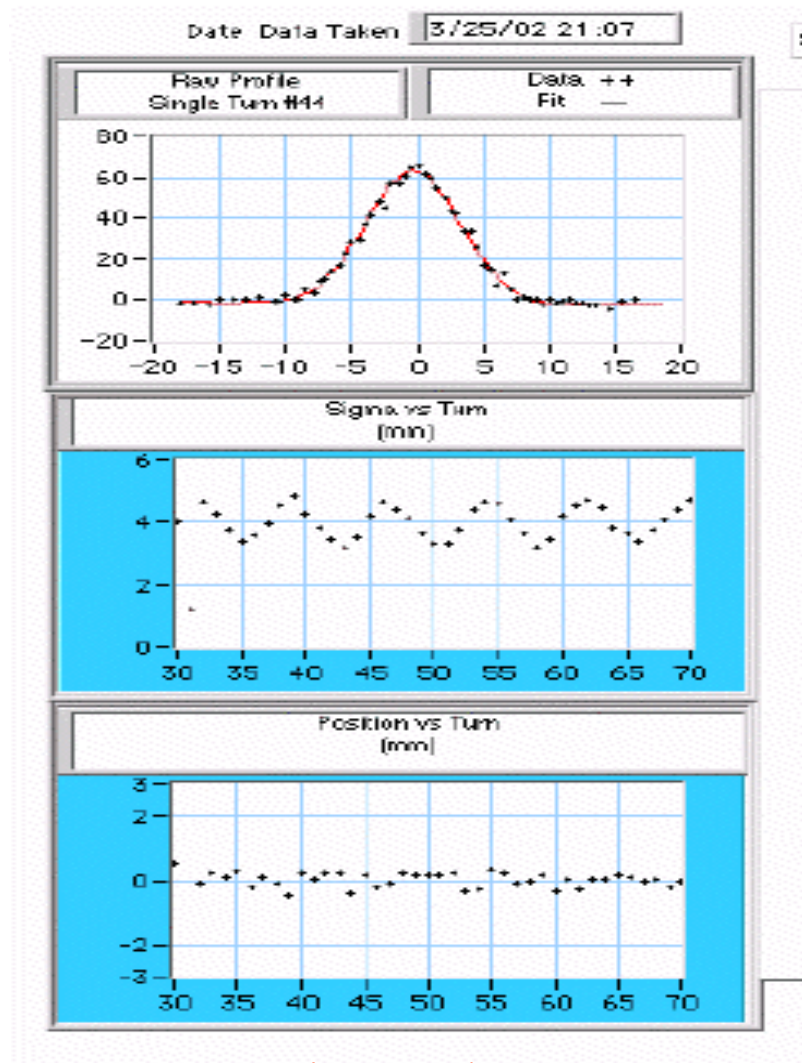 Date Data Taken 3/25/02 21:07
Raw Profile
Single Turn #44
Data ++
Fit —
80
60
40
20
0
-20
-20 -15 -10 -5 0 5 10 15 20
Sigma vs Turn
(mm)
6
4
2
0
30 35 40 45 50 55 60 65 70
Position vs Turn
(mm)
3
2
0
-2
-3
30 35 40 45 50 55 60 65 70